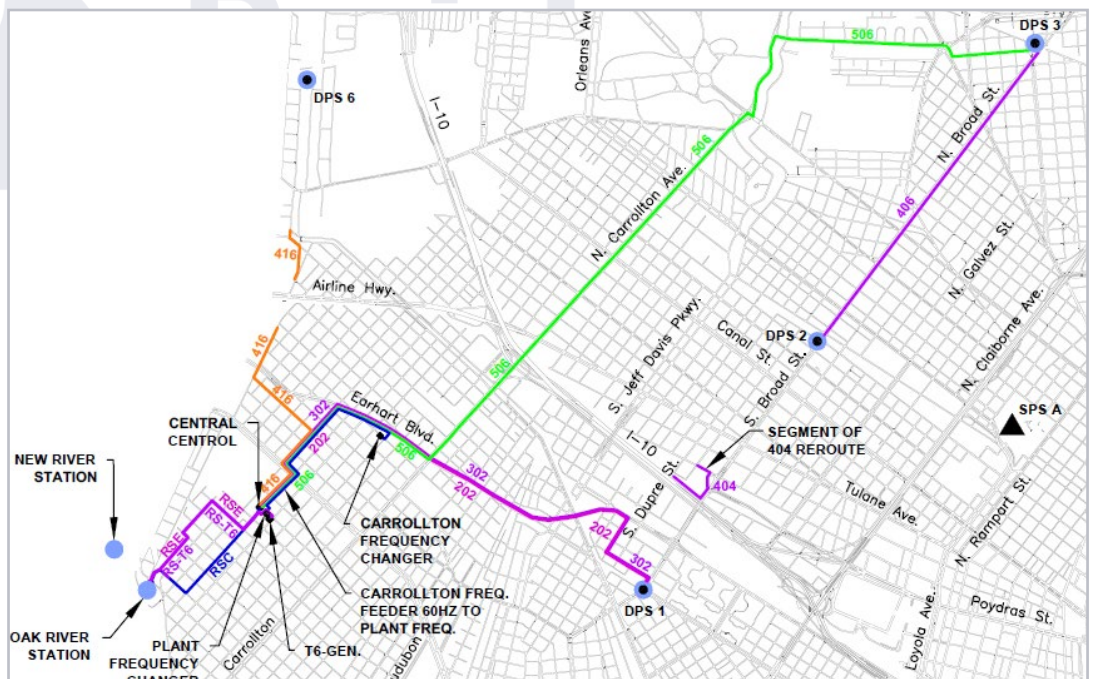 506
DPS 3
Orleans Ave
DPS 6
I-10
N. Broad St.
506
N. Carrollton Ave.
406
416
N. Galvez St.
Airline Hwy.
S. Jeff Davis Pkwy.
Canal St.
DPS 2
N. Claiborne Ave.
416
506
S. Broad St.
416
Earhart Blvd.
302
SPS A
CENTRAL
CENTROL
202
I-10
SEGMENT OF
404 REROUTE
NEW RIVER
STATION
506
302
416
506
202
S. Dupre St.
404
Tulane Ave.
N. Rampart St.
RSE
RS-T6
CARROLLTON
FREQUENCY
CHANGER
202
RSE
RS-T6
RSC
302
CARROLLTON FREQ.
FEEDER 60HZ TO
PLANT FREQ.
DPS 1
Poydras St.
OAK RIVER
STATION
PLANT
FREQUENCY
CHANGER
Carrollton
T6-GEN.
Loyola Ave.